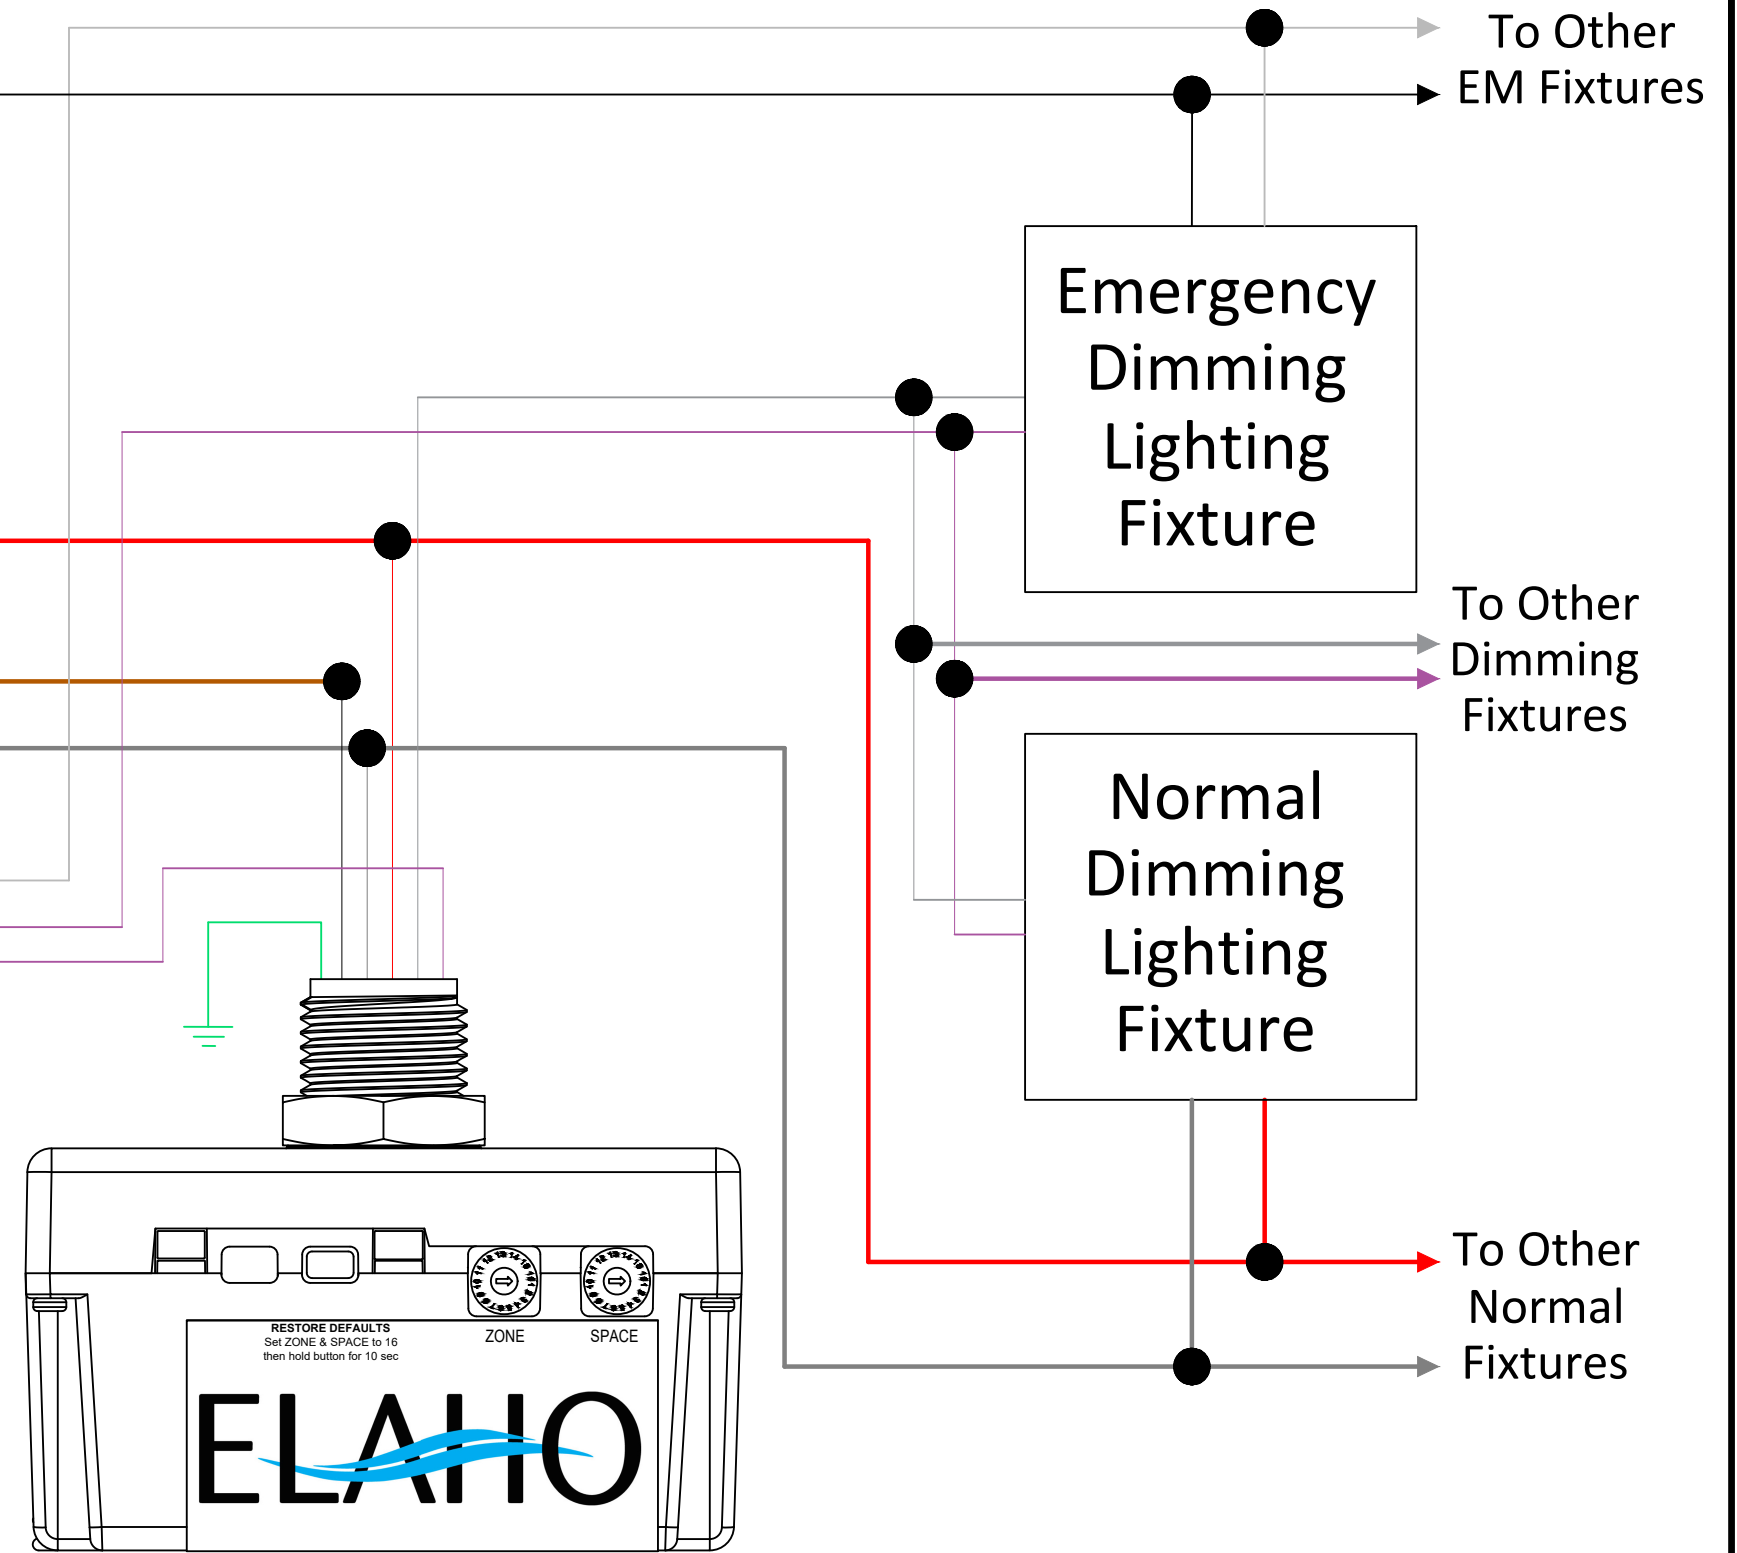 To Other
EM Fixtures
Emergency
Dimming
Lighting
Fixture
To Other
Dimming
Fixtures
Normal
Dimming
Lighting
Fixture
To Other
Normal
Fixtures
RESTORE DEFAULTS
Set ZONE & SPACE to 16
then hold button for 10 sec
ZONE
SPACE
ELAHO